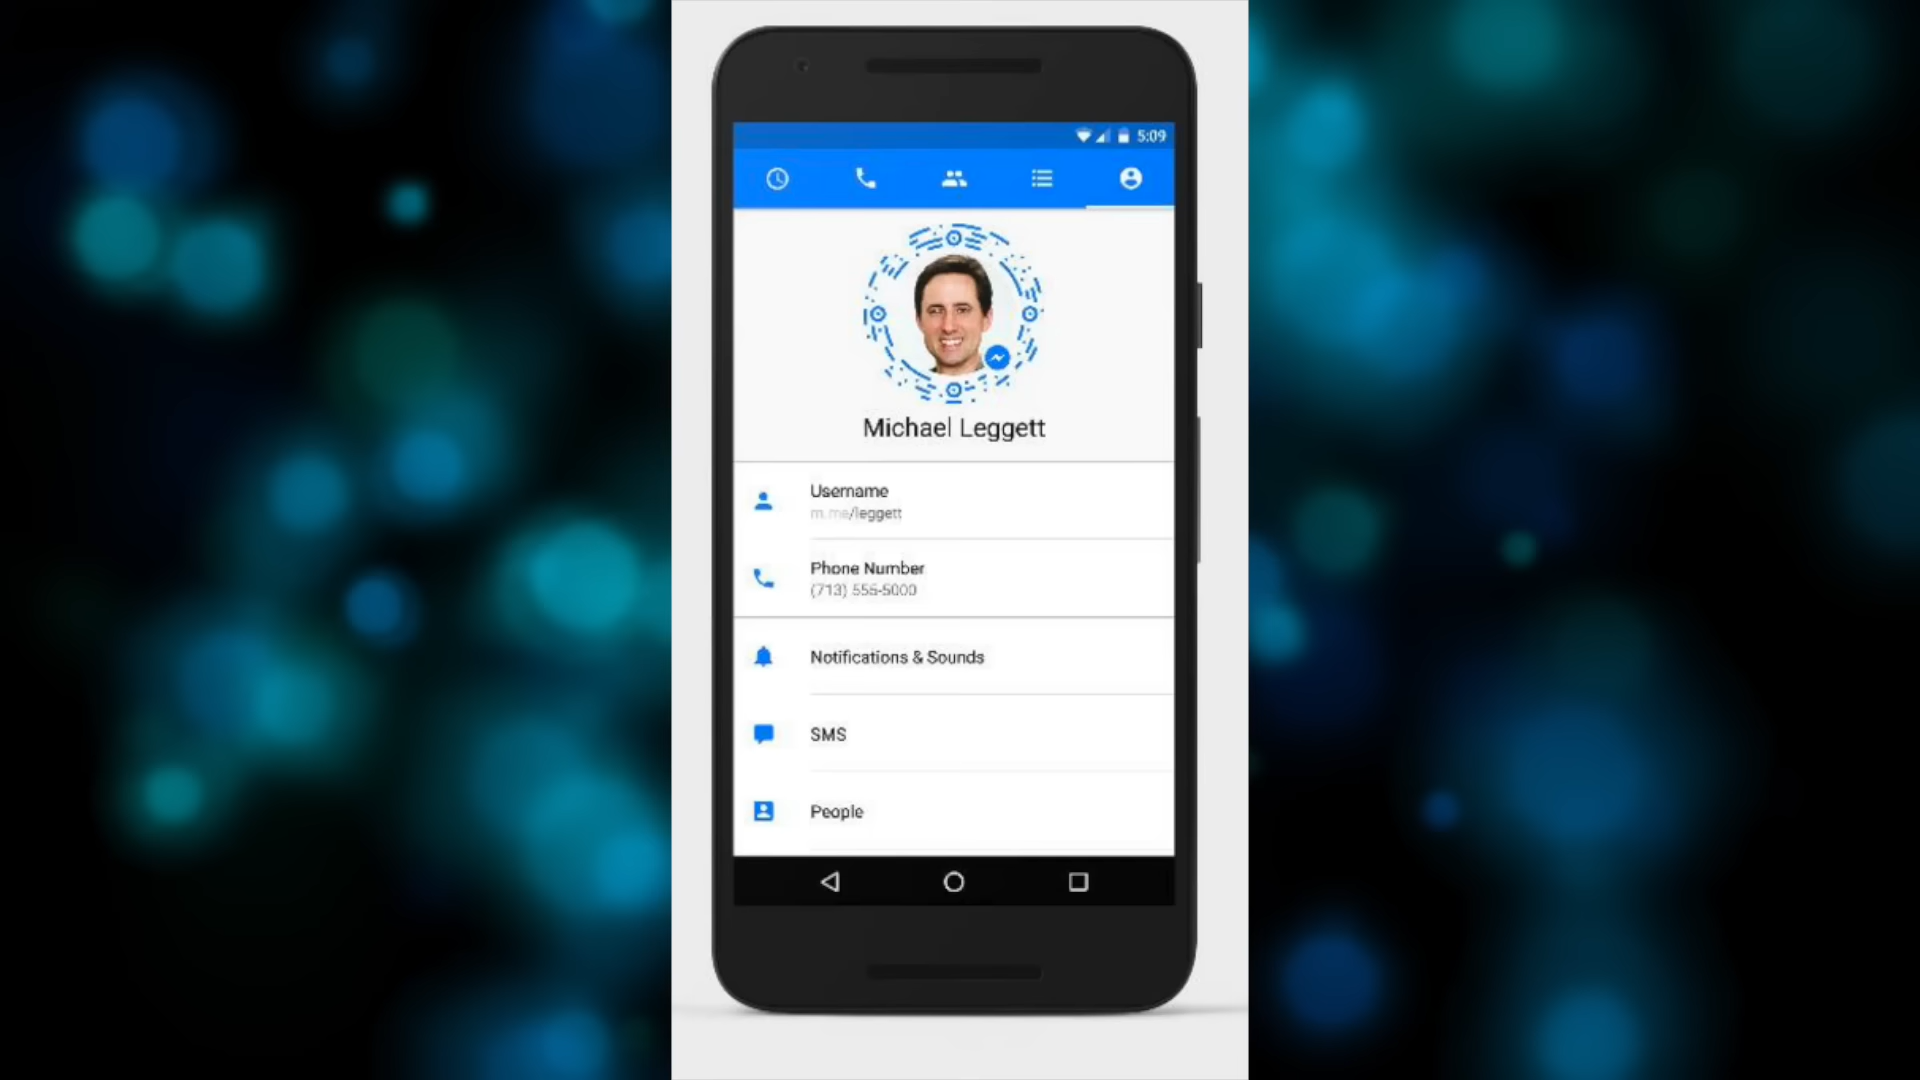 5:09
Michael Leggett
Username
m.me/leggett
Phone Number
(713) 555-5000
Notifications & Sounds
SMS
People